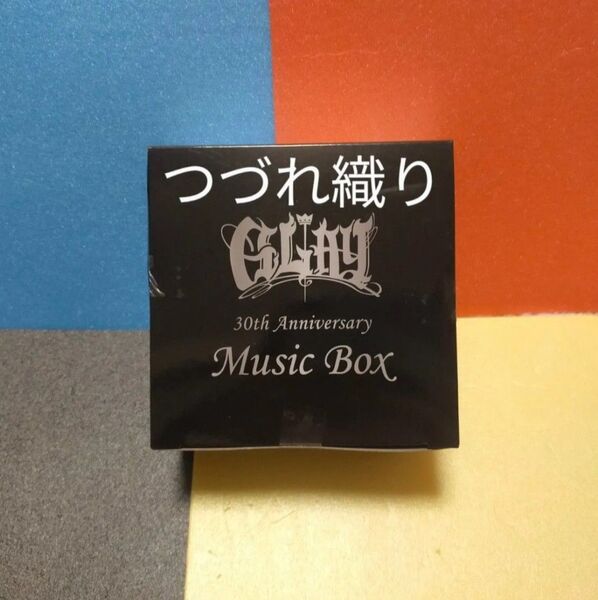 つづれ織り
GLAY
30th Anniversary
Music Box